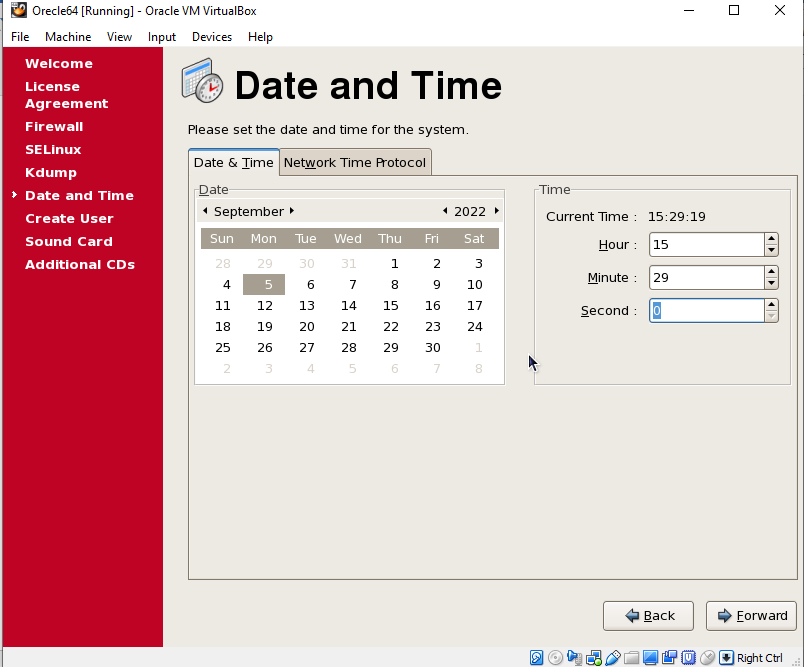 Orecle64 [Running] - Oracle VM VirtualBox
File Machine View Input Devices Help
Welcome
License
Agreement
Firewall
SELinux
Kdump
Date and Time
Create User
Sound Card
Additional CDs
Date and Time
Please set the date and time for the system.
Date & Time Network Time Protocol
Date
September 2022
Sun Mon Tue Wed Thu Fri Sat
28 29 30 31 1 2 3
4 5 6 7 8 9 10
11 12 13 14 15 16 17
18 19 20 21 22 23 24
25 26 27 28 29 30 1
2 3 4 5 6 7 8
Time
Current Time : 15:29:19
Hour : 15
Minute : 29
Second : 0
Back Forward
Right Ctrl